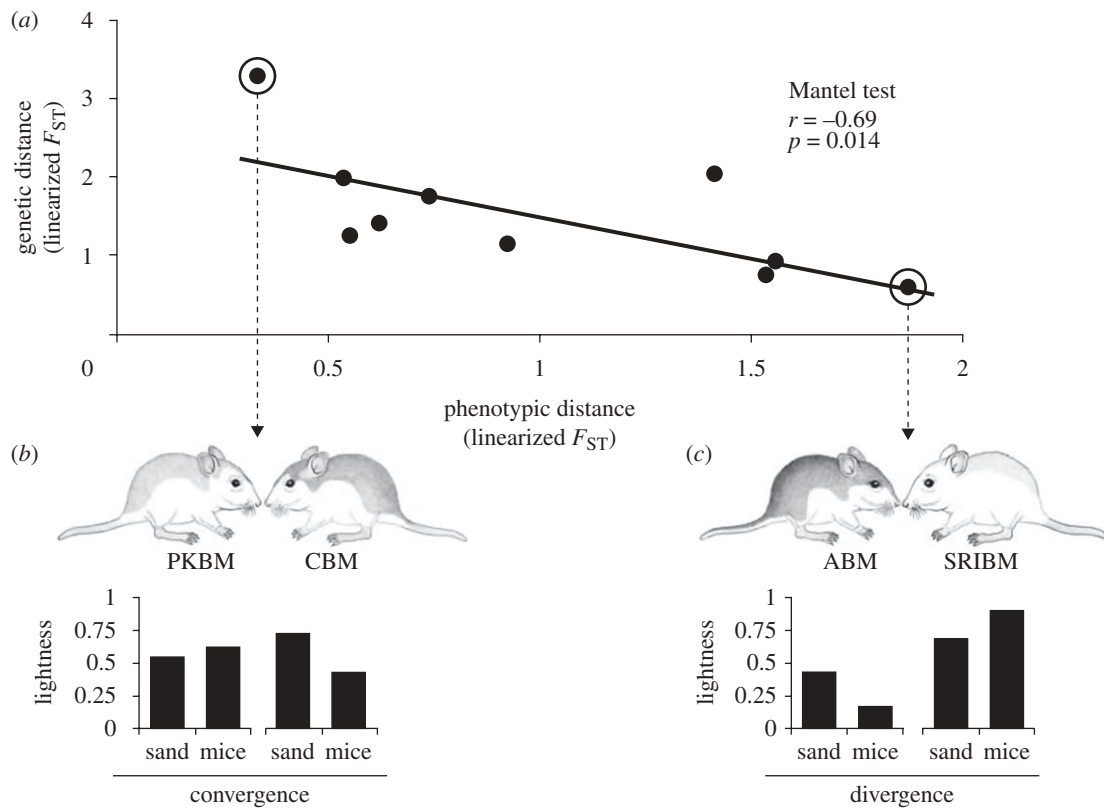 (a)
4
3
2
1
0
0.5
1
1.5
2
genetic distance
(linearized FST)
Mantel test
r = –0.69
p = 0.014
phenotypic distance
(linearized FST)
(b)
PKBM
CBM
lightness
1
0.75
0.5
0.25
0
sand mice sand mice
convergence
(c)
ABM
SRIBM
lightness
1
0.75
0.5
0.25
0
sand mice sand mice
divergence